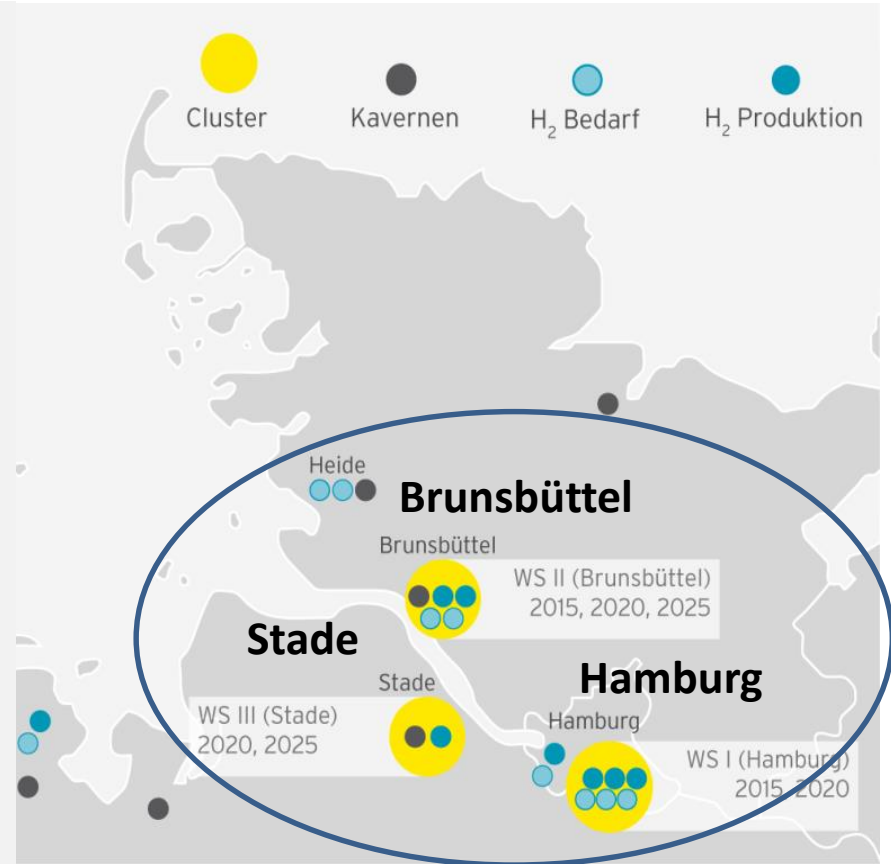 Cluster
Kavernen
H₂ Bedarf
H₂ Produktion
Heide
Brunsbüttel
Brunsbüttel
WS II (Brunsbüttel)
2015, 2020, 2025
Stade
Stade
WS III (Stade)
2020, 2025
Hamburg
Hamburg
WS I (Hamburg)
2015, 2020